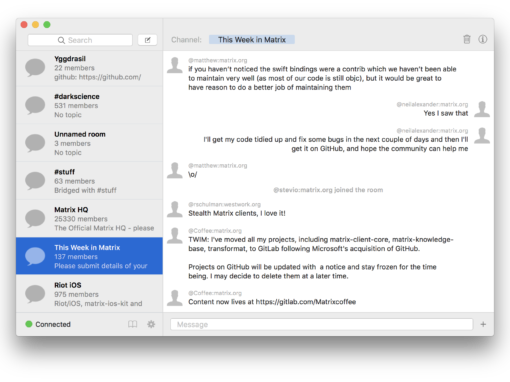 Search
Channel: This Week in Matrix
Yggdrasil
22 members
github: https://github.com/
#darkscience
531 members
No topic
Unnamed room
3 members
No topic
#stuff
63 members
Bridged with #stuff
Matrix HQ
25330 members
The Official Matrix HQ - please
This Week in Matrix
137 members
Please submit details of your
Riot iOS
975 members
Riot/iOS, matrix-ios-kit and
Connected
@matthew:matrix.org
if you haven't noticed the swift bindings were a contrib which we haven't been able
to maintain very well (as most of our code is still objc), but it would be great to
have reason to do a better job of maintaining them
@neilalexander:matrix.org
Yes I saw that
@neilalexander:matrix.org
I'll get my code tidied up and fix some bugs in the next couple of days and then I'll
get it on GitHub, and hope the community can help me
@matthew:matrix.org
\o/
@stevio:matrix.org joined the room
@rschulman:weatwork.org
Stealth Matrix clients, I love it!
@Coffee:matrix.org
TWIM: I've moved all my projects, including matrix-client-core, matrix-knowledge-
base, transformat, to GitLab following Microsoft's acquisition of GitHub.
Projects on GitHub will be updated with a notice and stay frozen for the time
being. I may decide to delete them at a later time.
@Coffee:matrix.org
Content now lives at https://gitlab.com/Matrixcoffee
Message